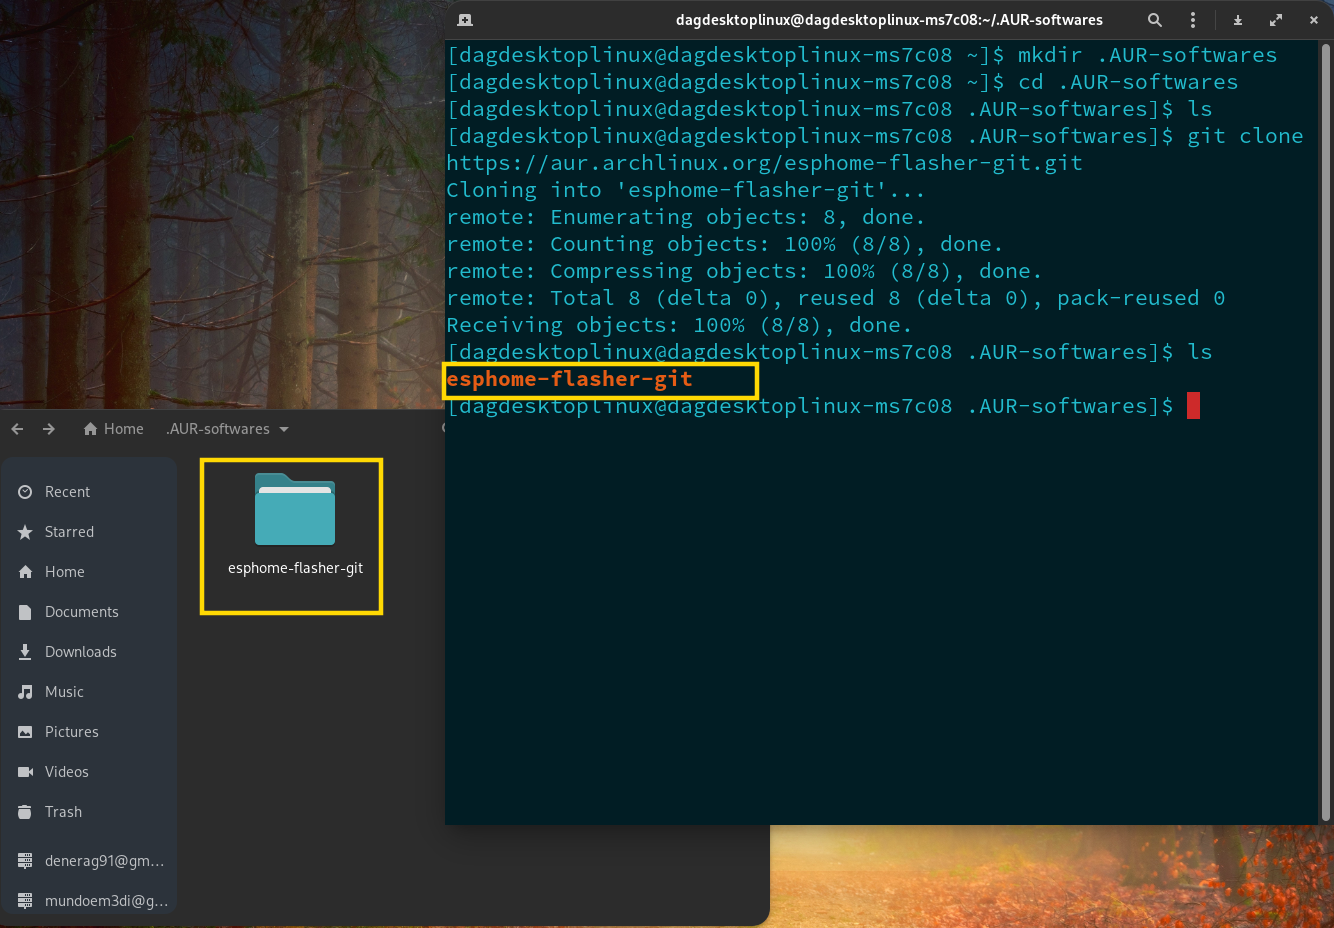 dagdesktoplinux@dagdesktoplinux-ms7c08:~/.AUR-softwares
[dagdesktoplinux@dagdesktoplinux-ms7c08 ~]$ mkdir .AUR-softwares
[dagdesktoplinux@dagdesktoplinux-ms7c08 ~]$ cd .AUR-softwares
[dagdesktoplinux@dagdesktoplinux-ms7c08 .AUR-softwares]$ ls
[dagdesktoplinux@dagdesktoplinux-ms7c08 .AUR-softwares]$ git clone
https://aur.archlinux.org/esphome-flasher-git.git
Cloning into 'esphome-flasher-git'...
remote: Enumerating objects: 8, done.
remote: Counting objects: 100% (8/8), done.
remote: Compressing objects: 100% (8/8), done.
remote: Total 8 (delta 0), reused 8 (delta 0), pack-reused 0
Receiving objects: 100% (8/8), done.
[dagdesktoplinux@dagdesktoplinux-ms7c08 .AUR-softwares]$ ls
esphome-flasher-git
[dagdesktoplinux@dagdesktoplinux-ms7c08 .AUR-softwares]$
Home .AUR-softwares
Recent
Starred
Home
Documents
Downloads
Music
Pictures
Videos
Trash
denerag91@gm...
mundoem3di@g...
esphome-flasher-git